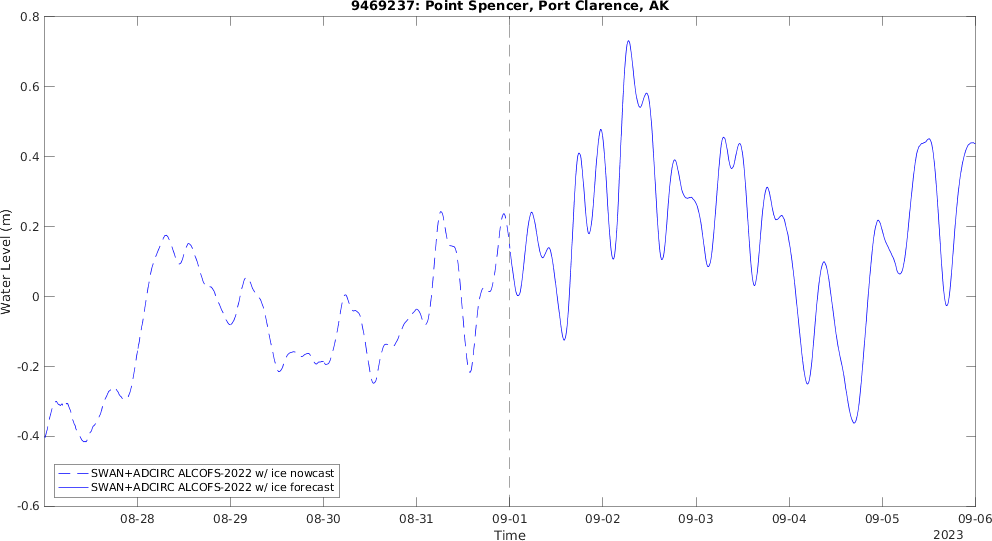 9469237: Point Spencer, Port Clarence, AK
0.8
0.6
0.4
0.2
0
-0.2
-0.4
-0.6
Water Level (m)
SWAN+ADCIRC ALCOFS-2022 w/ ice nowcast
SWAN+ADCIRC ALCOFS-2022 w/ ice forecast
08-28 08-29 08-30 08-31 09-01 09-02 09-03 09-04 09-05 09-06
Time
2023